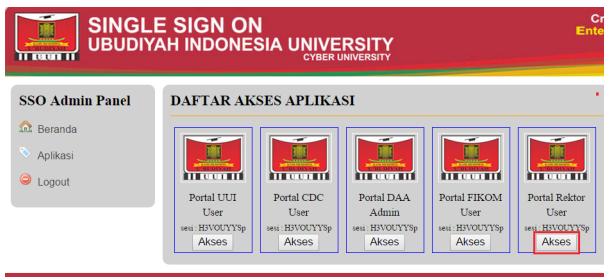 SINGLE SIGN ON
UBUDIYAH INDONESIA UNIVERSITY
CYBER UNIVERSITY
Cr
Ente
SSO Admin Panel
Beranda
Aplikasi
Logout
DAFTAR AKSES APLIKASI
Portal UUI
User
sesi : H3VOUYYSp
Akses
Portal CDC
User
sesi : H3VOUYYSp
Akses
Portal DAA
Admin
sesi : H3VOUYYSp
Akses
Portal FIKOM
User
sesi : H3VOUYYSp
Akses
Portal Rektor
User
sesi : H3VOUYYSp
Akses